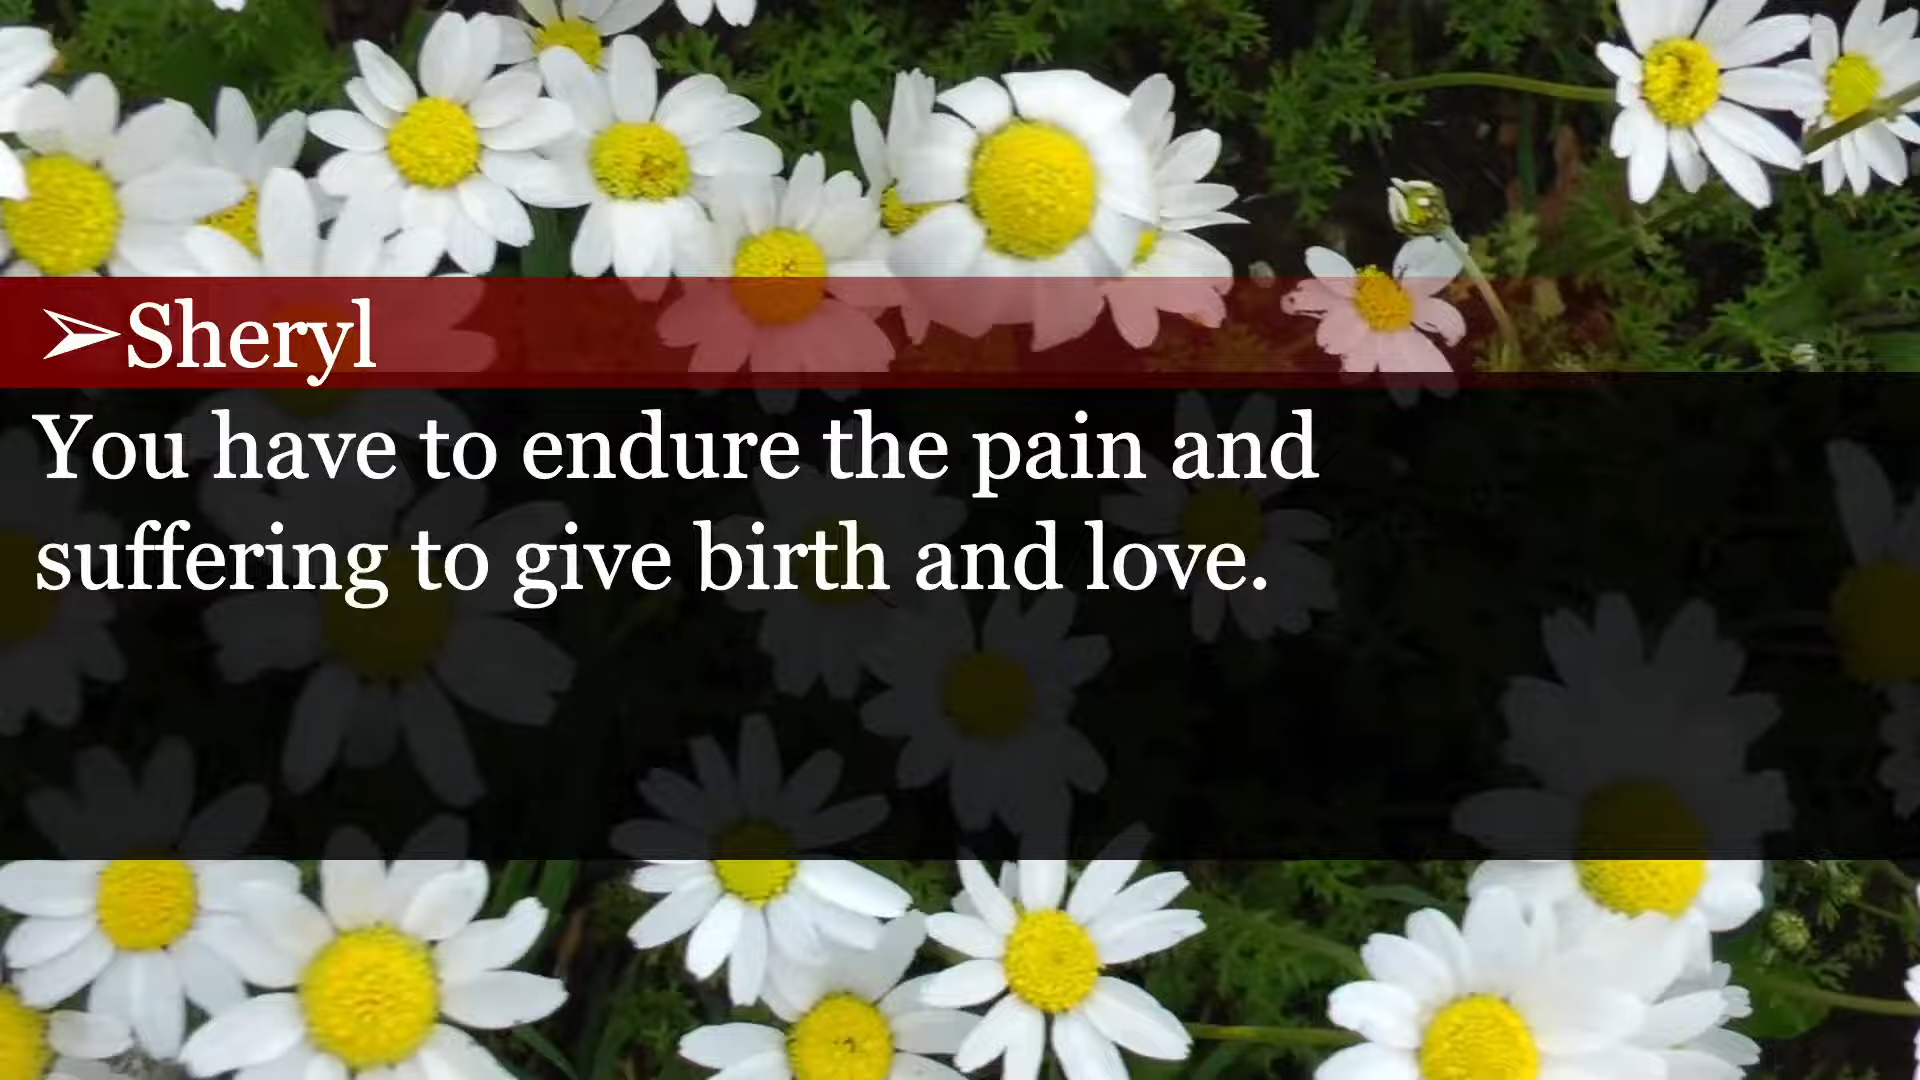 ➢Sheryl
You have to endure the pain and
suffering to give birth and love.